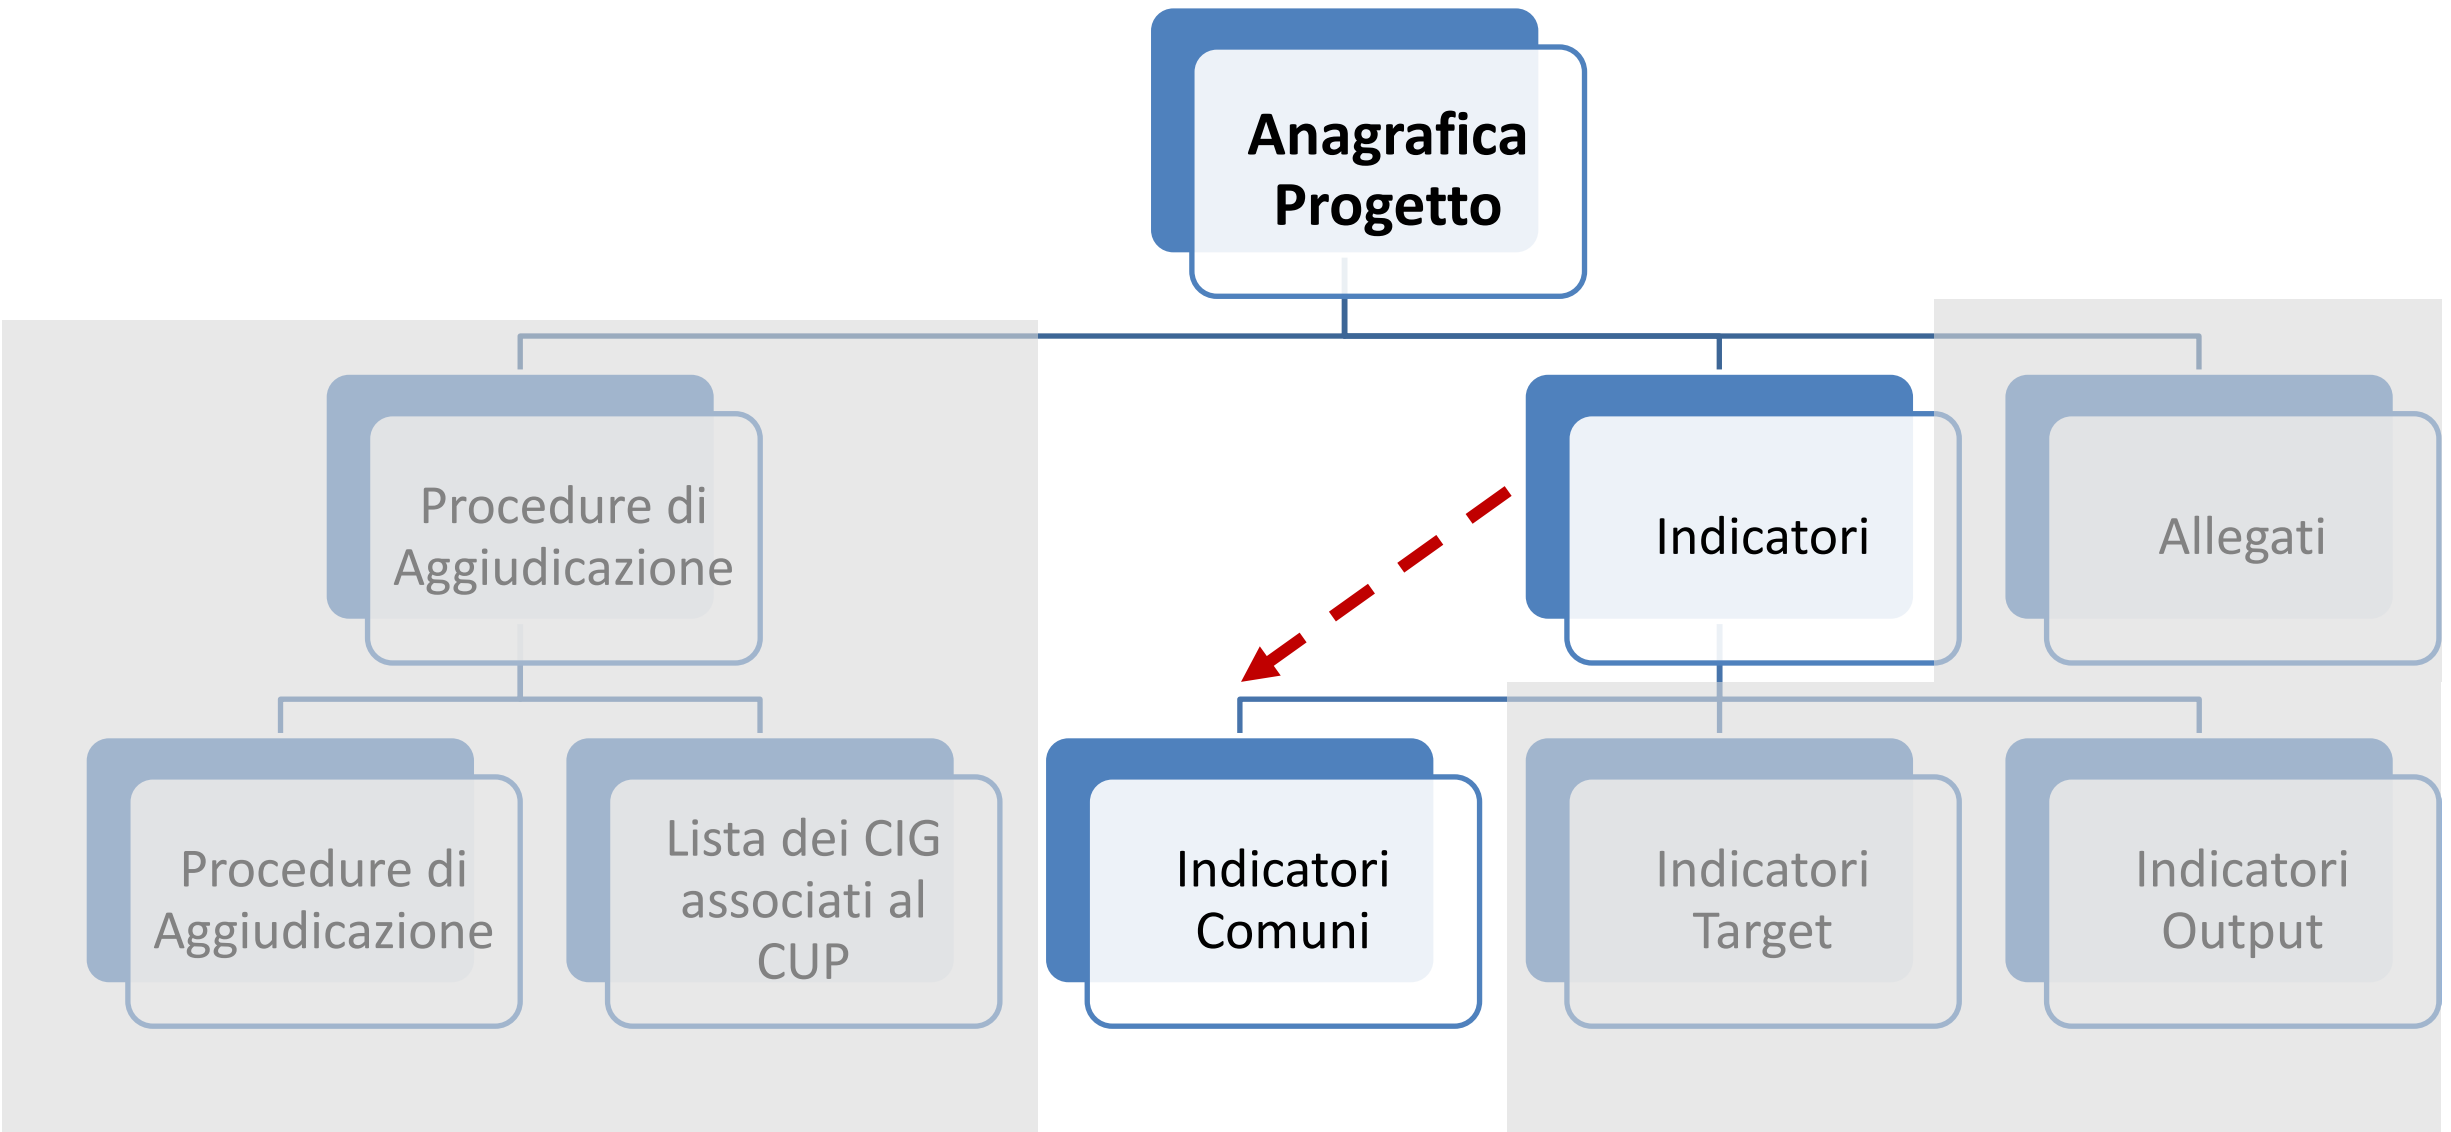 Anagrafica
Progetto
Procedure di
Aggiudicazione
Indicatori
Allegati
Procedure di
Aggiudicazione
Lista dei CIG
associati al
CUP
Indicatori
Comuni
Indicatori
Target
Indicatori
Output